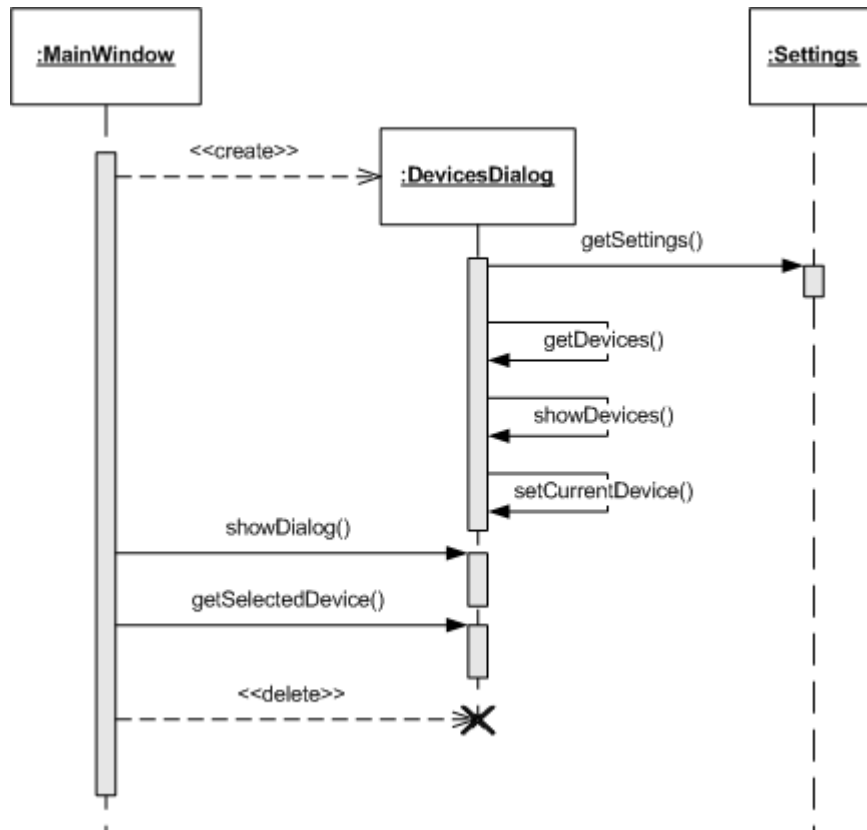 :MainWindow
:Settings
<<create>>
:DevicesDialog
getSettings()
getDevices()
showDevices()
setCurrentDevice()
showDialog()
getSelectedDevice()
<<delete>>